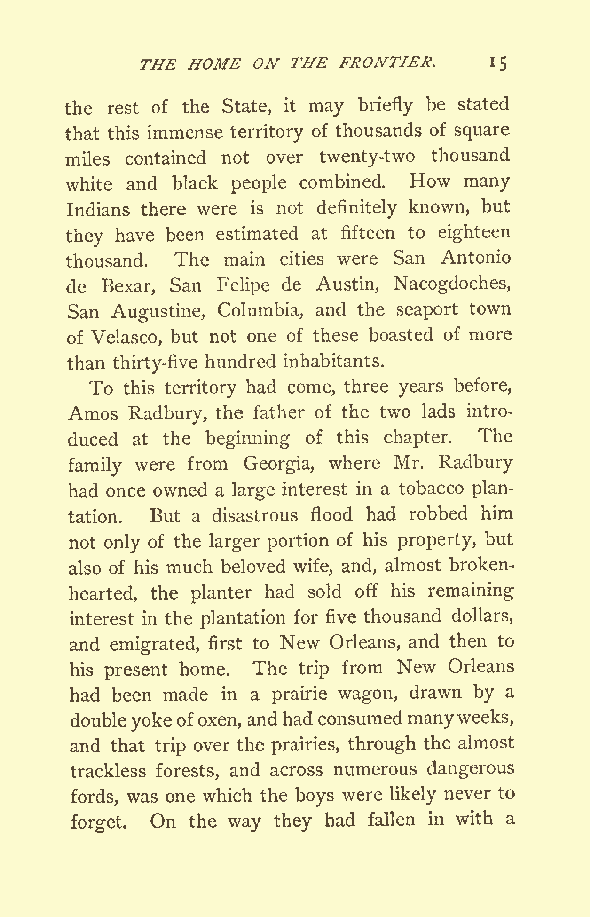 THE HOME ON THE FRONTIER. 15
the rest of the State, it may briefly be stated
that this immense territory of thousands of square
miles contained not over twenty-two thousand
white and black people combined. How many
Indians there were is not definitely known, but
they have been estimated at fifteen to eighteen
thousand. The main cities were San Antonio
de Bexar, San Felipe de Austin, Nacogdoches,
San Augustine, Columbia, and the seaport town
of Velasco, but not one of these boasted of more
than thirty-five hundred inhabitants.
To this territory had come, three years before,
Amos Radbury, the father of the two lads intro-
duced at the beginning of this chapter. The
family were from Georgia, where Mr. Radbury
had once owned a large interest in a tobacco plan-
tation. But a disastrous flood had robbed him
not only of the larger portion of his property, but
also of his much beloved wife, and, almost broken-
hearted, the planter had sold off his remaining
interest in the plantation for five thousand dollars,
and emigrated, first to New Orleans, and then to
his present home. The trip from New Orleans
had been made in a prairie wagon, drawn by a
double yoke of oxen, and had consumed many weeks,
and that trip over the prairies, through the almost
trackless forests, and across numerous dangerous
fords, was one which the boys were likely never to
forget. On the way they had fallen in with a